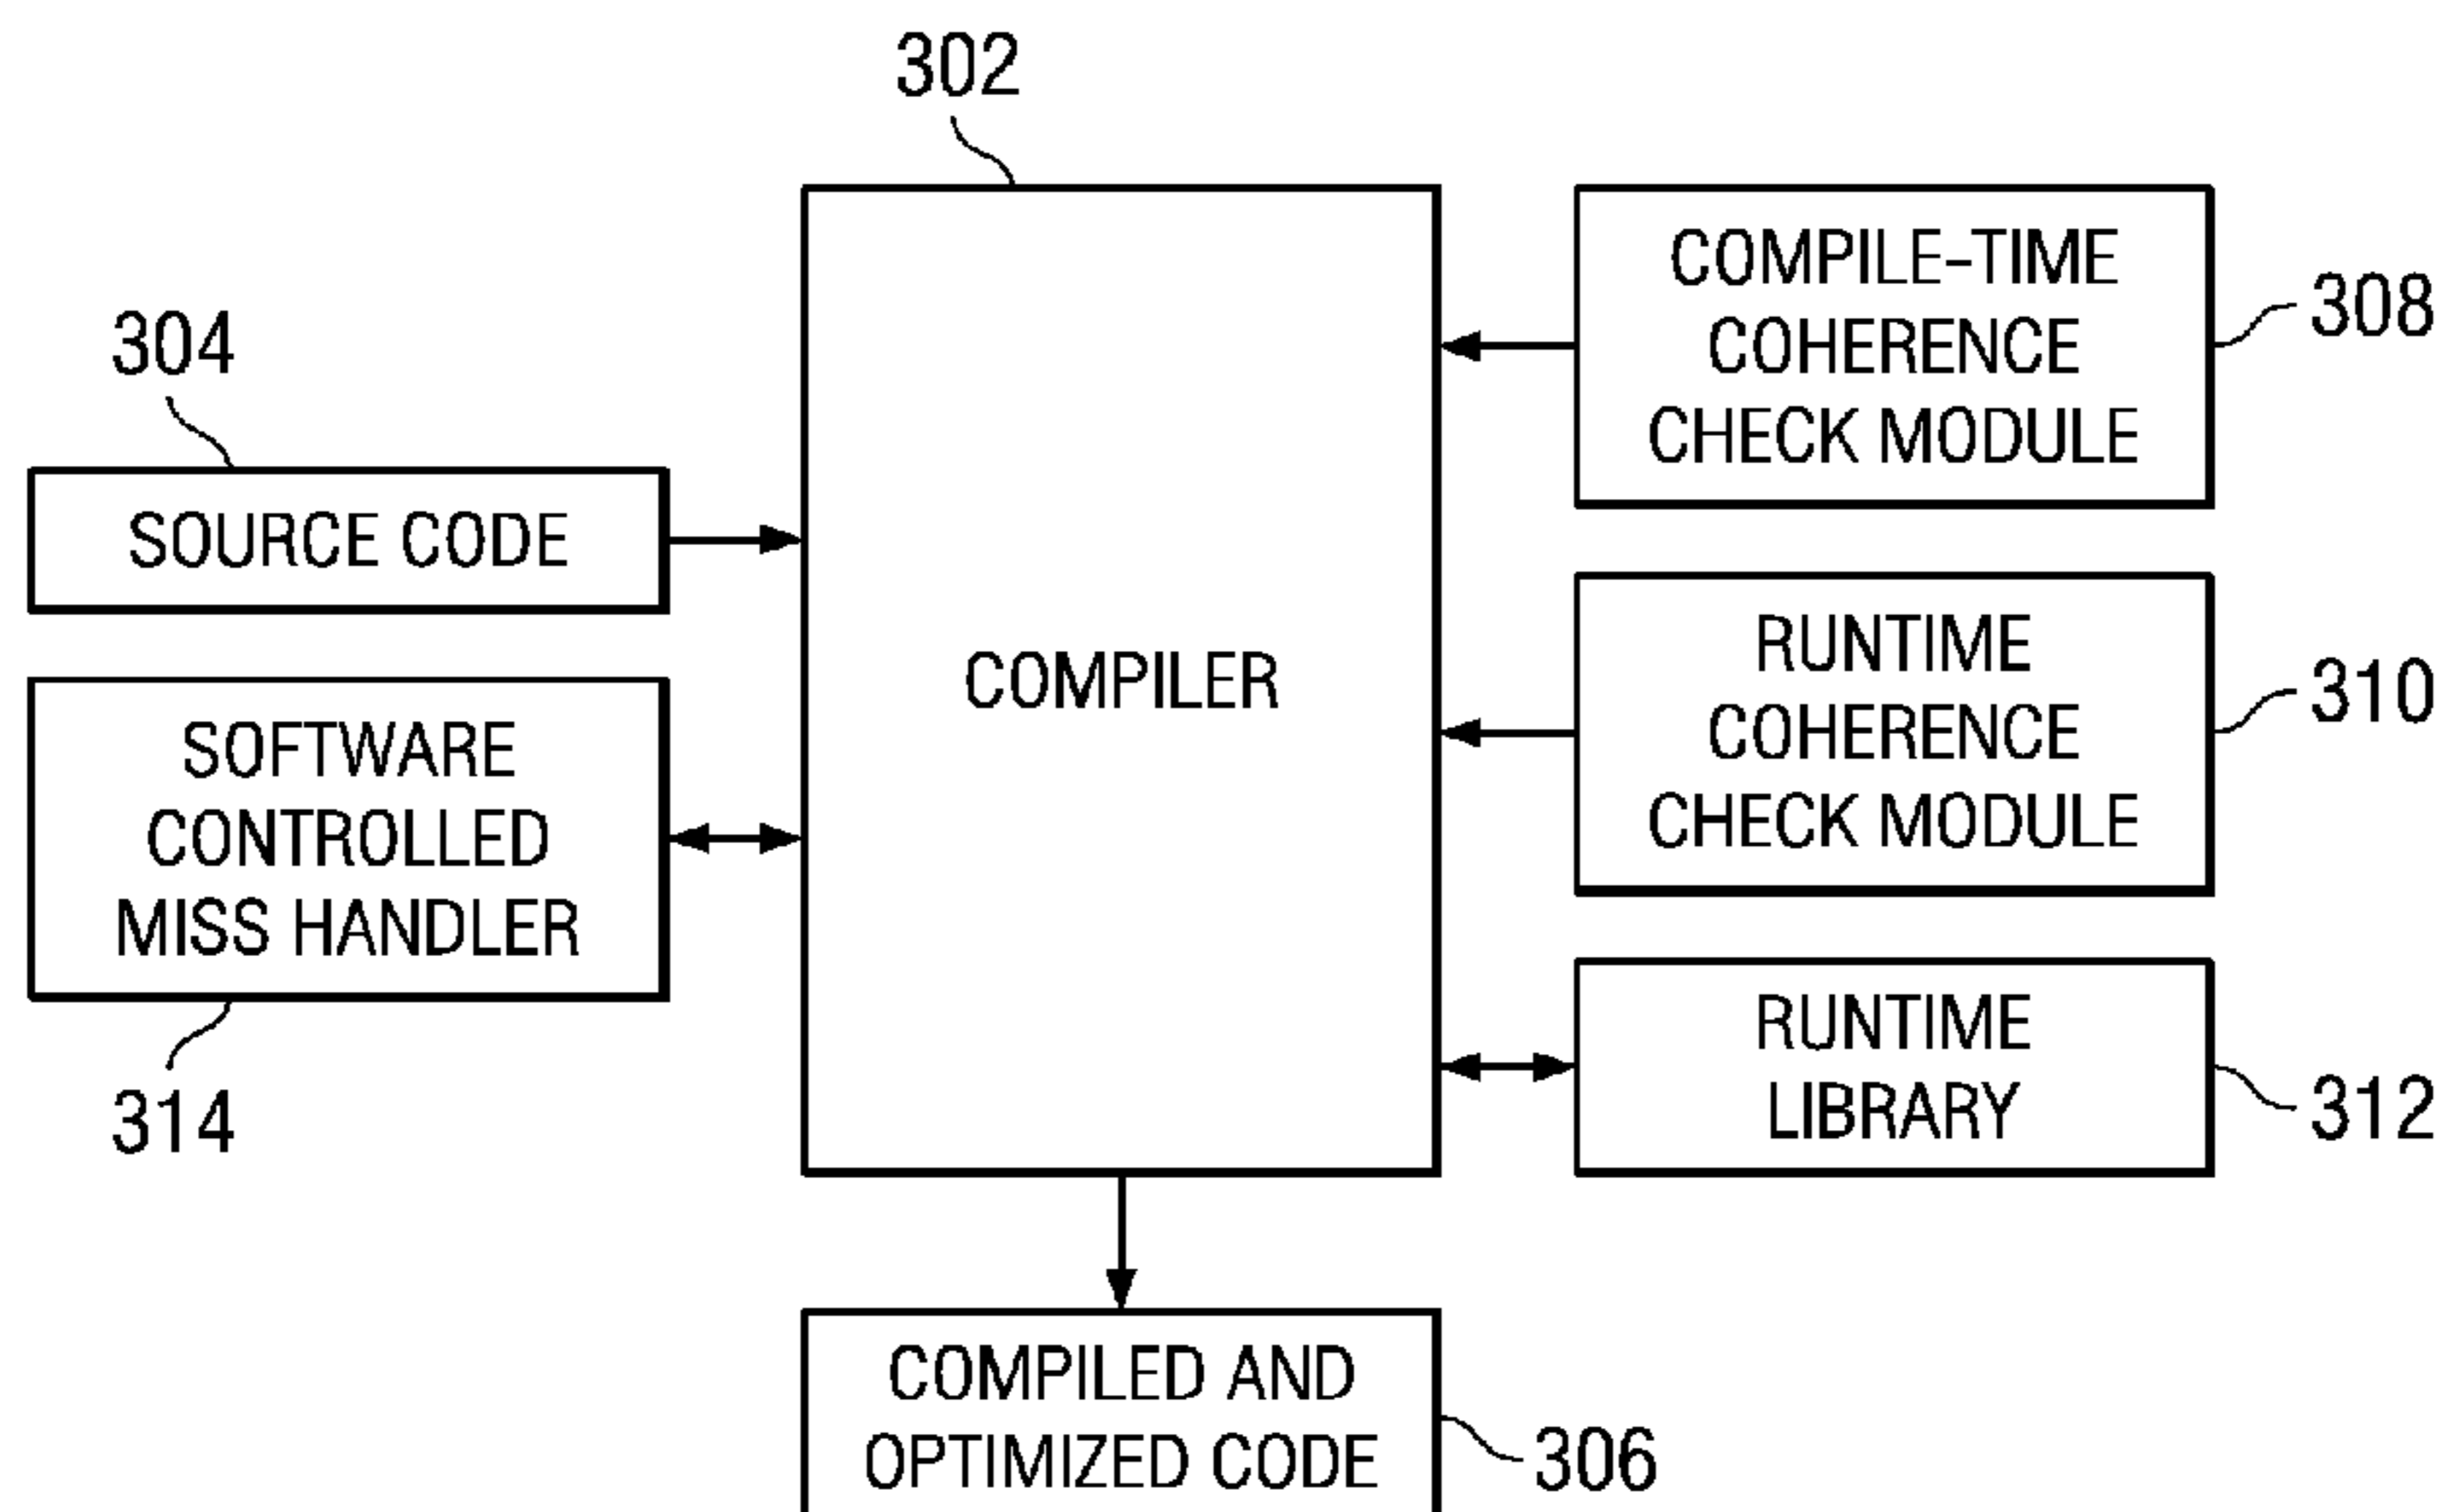 302
304
SOURCE CODE
SOFTWARE
CONTROLLED
MISS HANDLER
314
COMPILER
COMPILE-TIME
COHERENCE
CHECK MODULE
308
RUNTIME
COHERENCE
CHECK MODULE
310
RUNTIME
LIBRARY
312
COMPILED AND
OPTIMIZED CODE
306